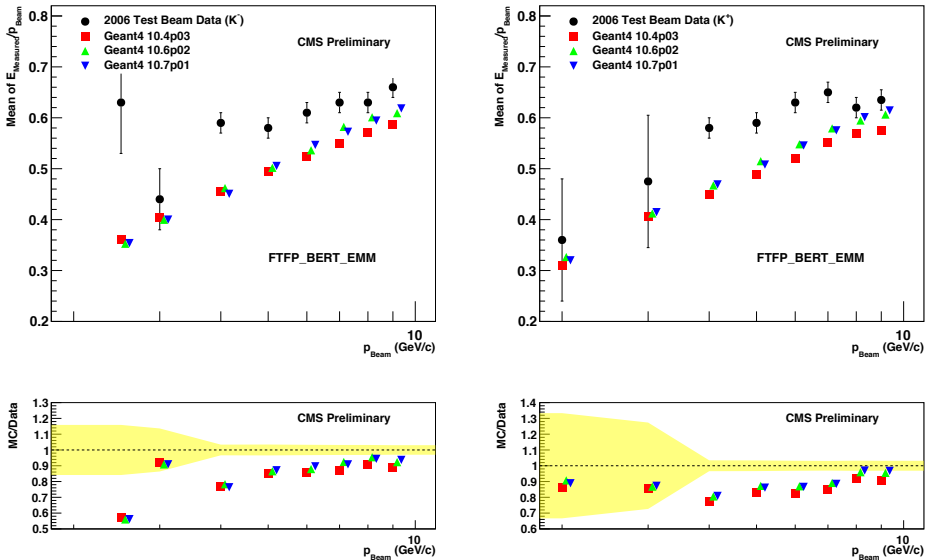 2006 Test Beam Data (K⁻)
Geant4 10.4p03
Geant4 10.6p02
Geant4 10.7p01
CMS Preliminary
FTFP_BERT_EMM
Mean of E_Measured/p_Beam
0.8
0.7
0.6
0.5
0.4
0.3
0.2
10
p_Beam (GeV/c)
2006 Test Beam Data (K⁺)
Geant4 10.4p03
Geant4 10.6p02
Geant4 10.7p01
CMS Preliminary
FTFP_BERT_EMM
Mean of E_Measured/p_Beam
0.8
0.7
0.6
0.5
0.4
0.3
0.2
10
p_Beam (GeV/c)
CMS Preliminary
MC/Data
1.4
1.3
1.2
1.1
1
0.9
0.8
0.7
0.6
0.5
10
p_Beam (GeV/c)
CMS Preliminary
MC/Data
1.4
1.3
1.2
1.1
1
0.9
0.8
0.7
0.6
0.5
0.4
10
p_Beam (GeV/c)